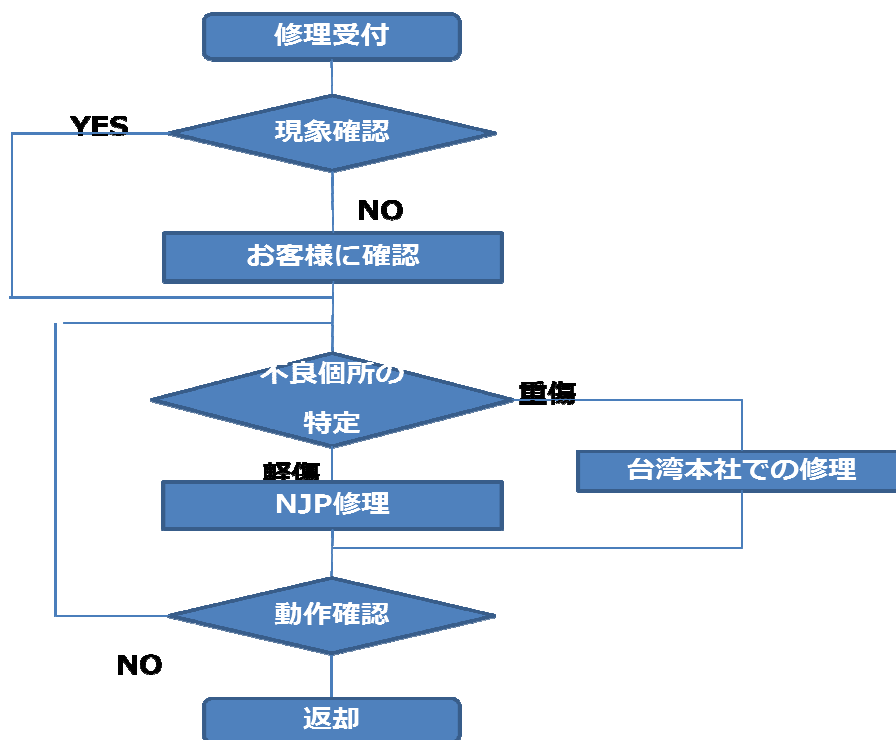 修理受付
YES
現象確認
NO
お客様に確認
不良個所の
特定
重傷
軽傷
台湾本社での修理
NJP修理
動作確認
NO
返却